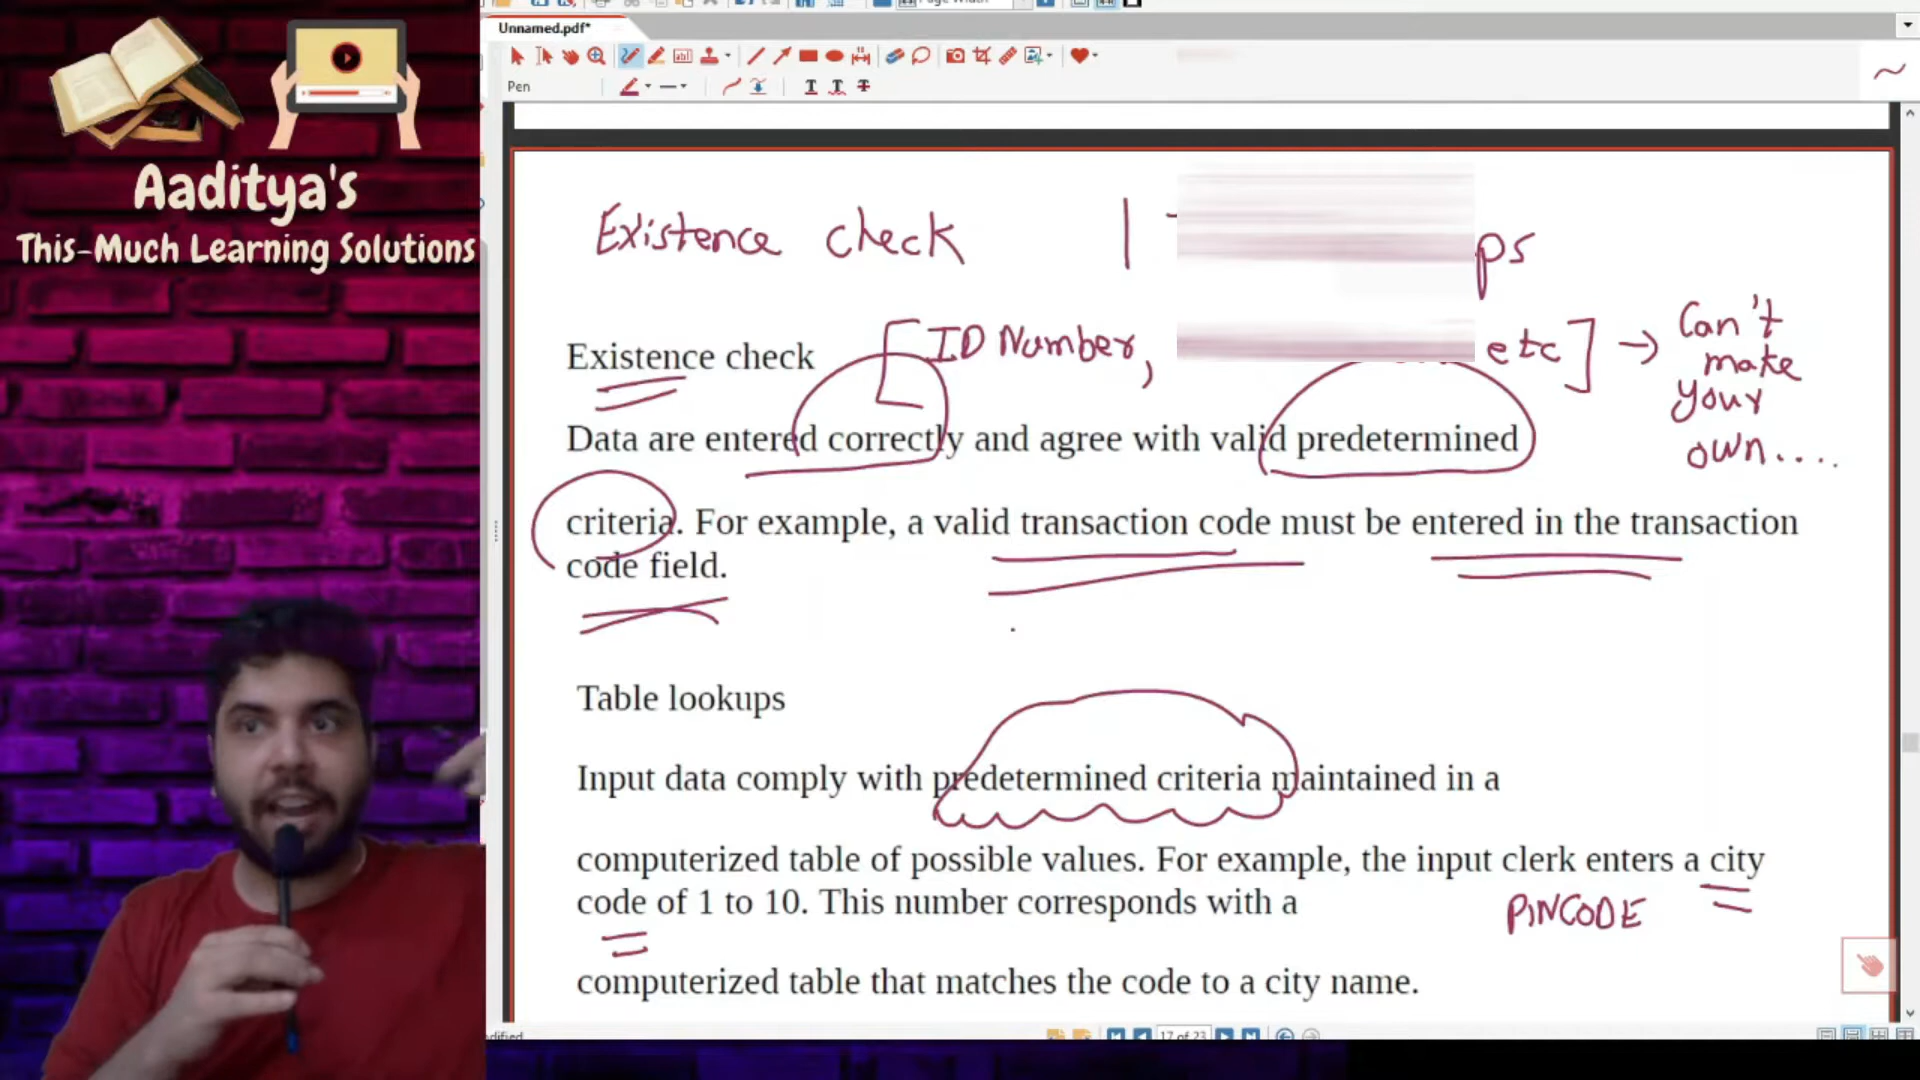 Aaditya's
This-Much Learning Solutions
Unnamed.pdf*
Pen
Existence check | ps
Existence check [ID Number, etc] → Can't make your own....
Data are entered correctly and agree with valid predetermined
criteria. For example, a valid transaction code must be entered in the transaction
code field.
Table lookups
Input data comply with predetermined criteria maintained in a
computerized table of possible values. For example, the input clerk enters a city
code of 1 to 10. This number corresponds with a
PINCODE
computerized table that matches the code to a city name.
17 of 23